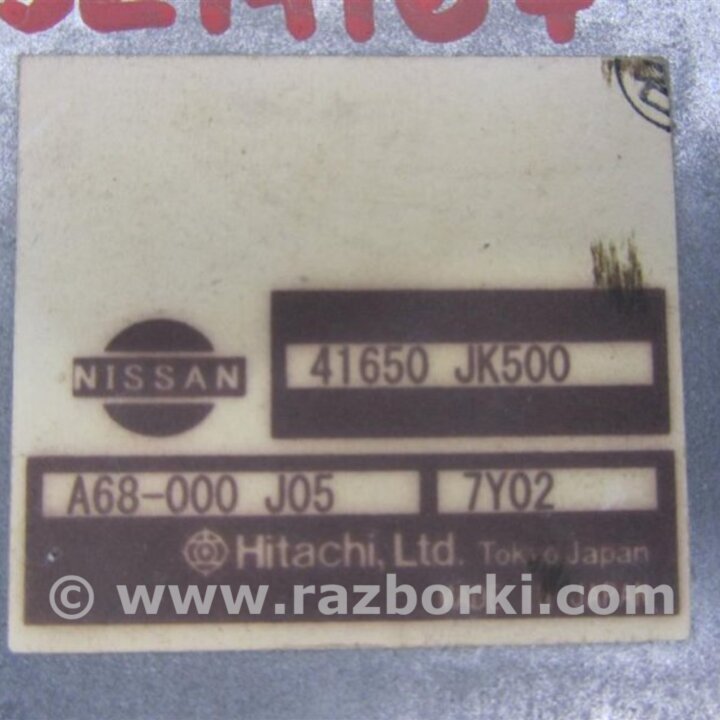 NISSAN
41650 JK500
A68-000 J05
7Y02
Hitachi, Ltd. Tokyo Japan
© www.razborki.com